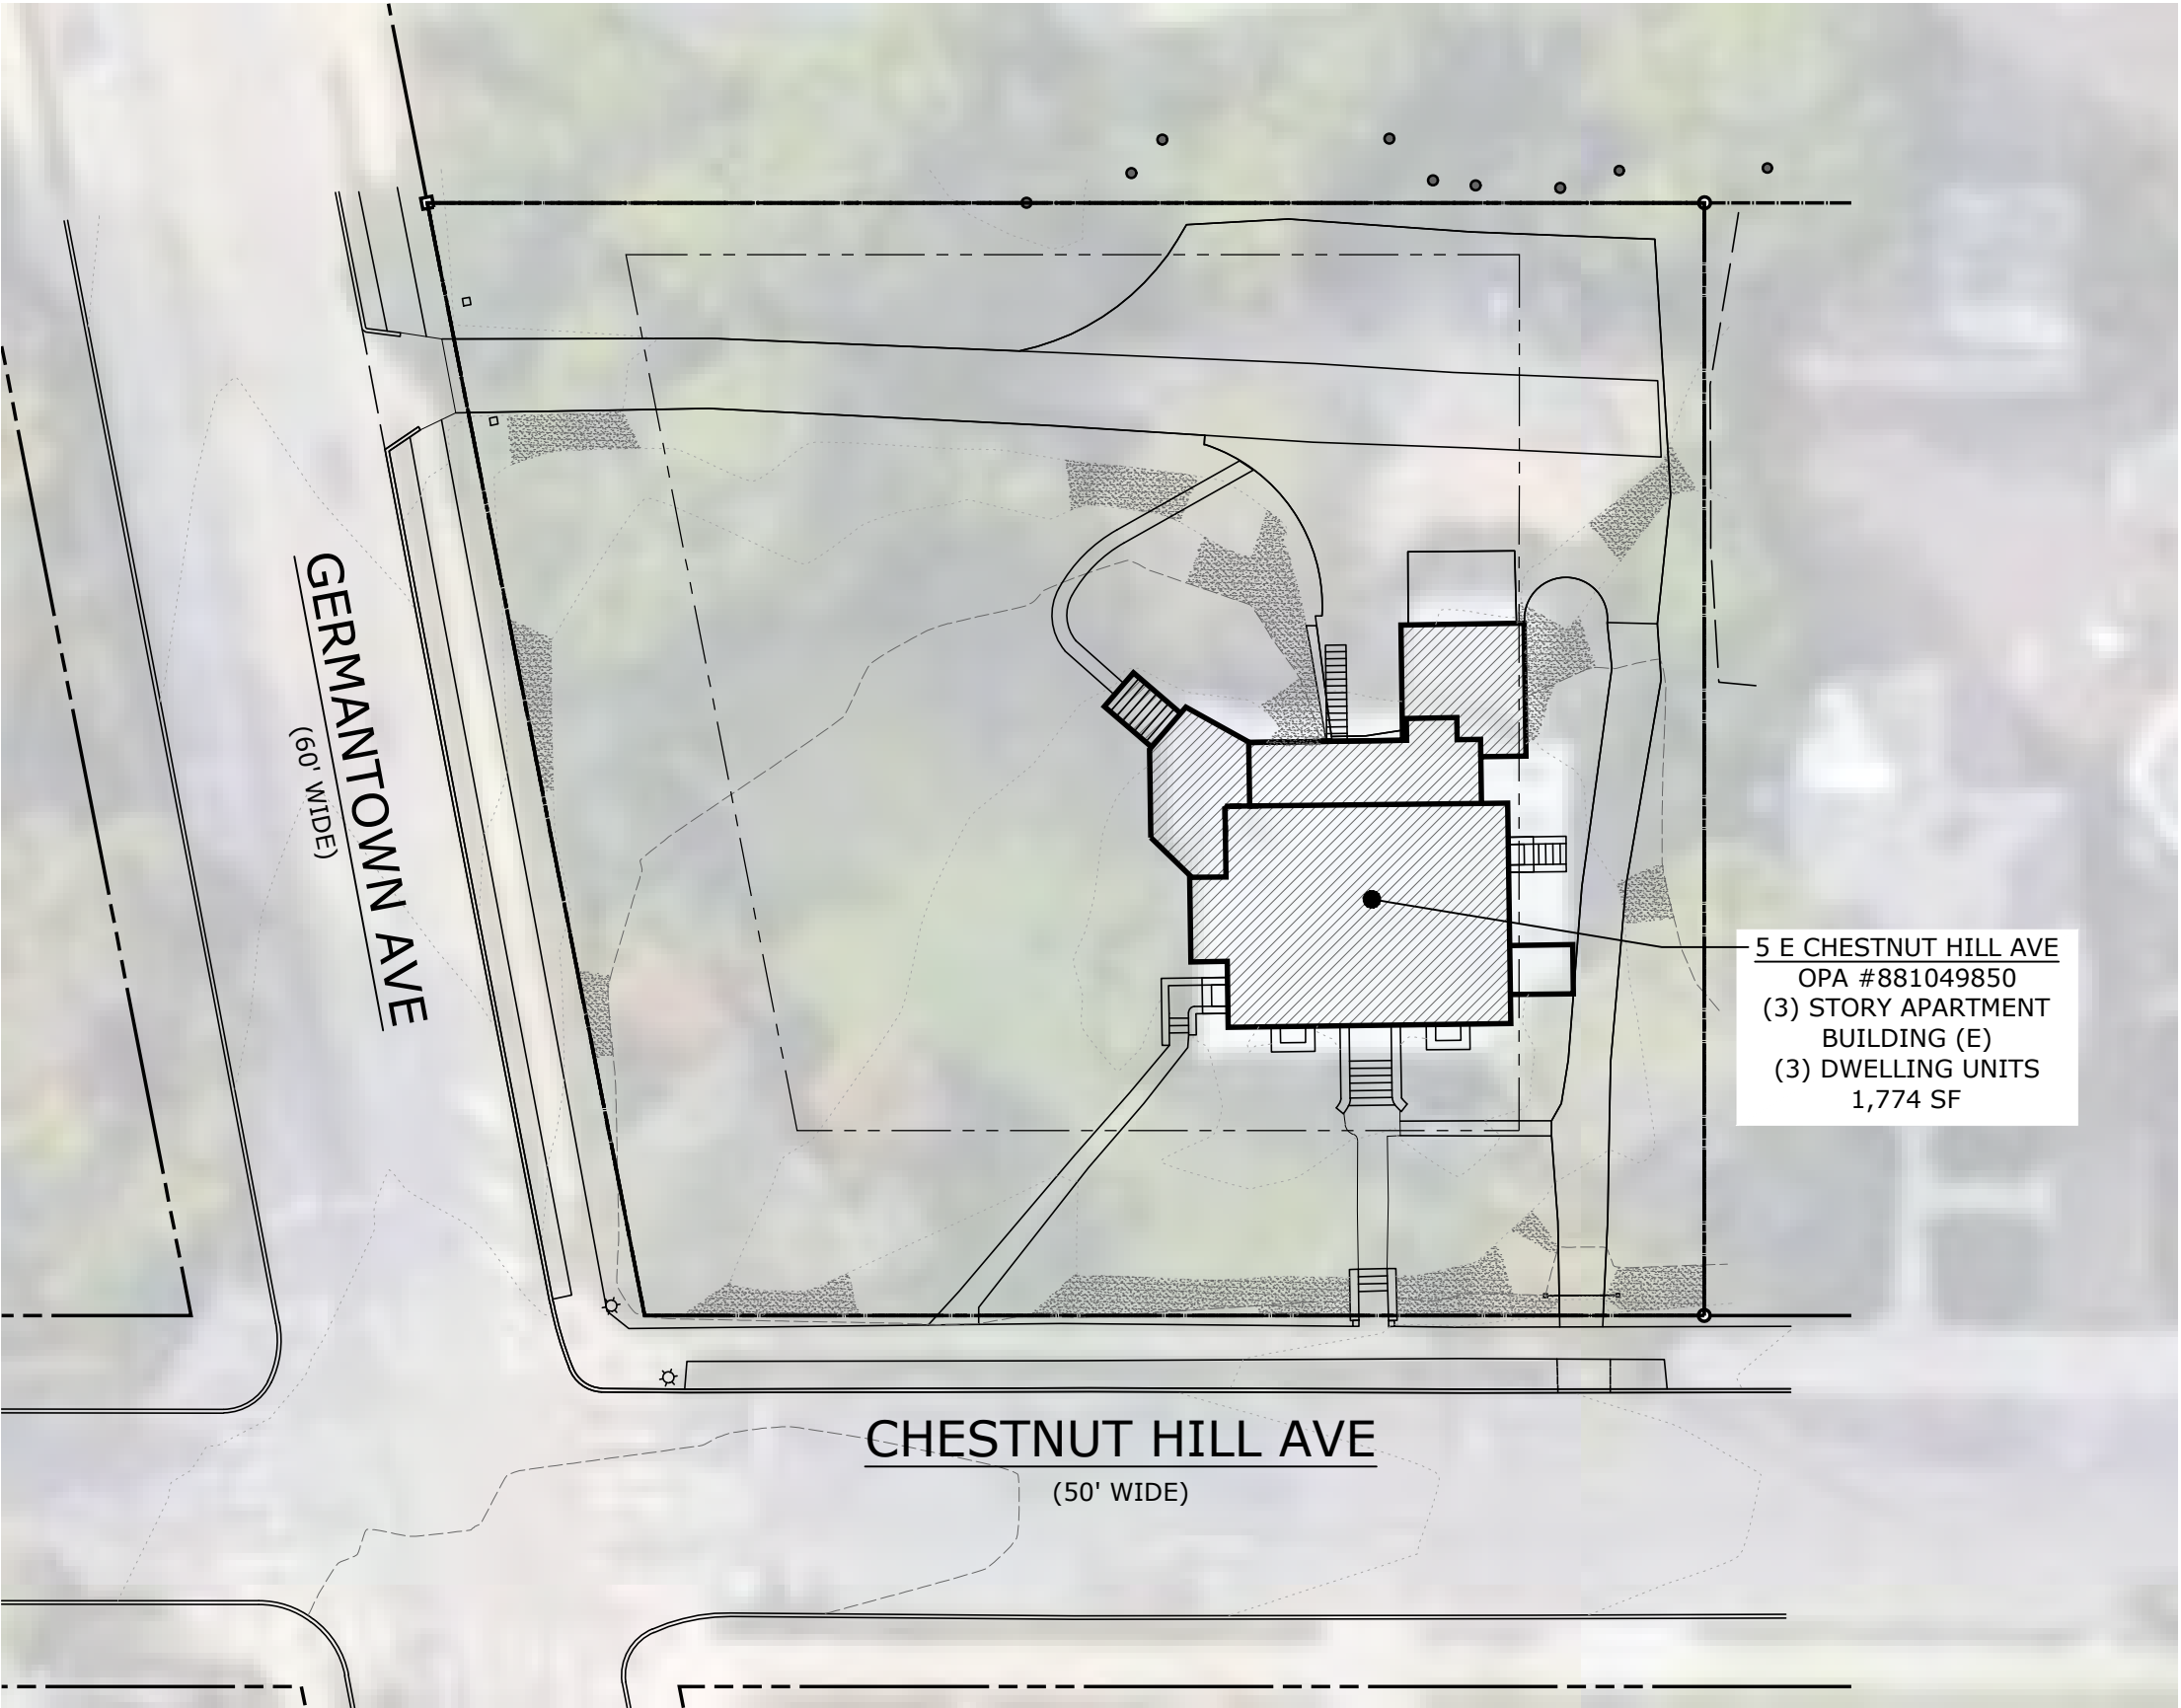 GERMANTOWN AVE
(60' WIDE)
5 E CHESTNUT HILL AVE
OPA #881049850
(3) STORY APARTMENT
BUILDING (E)
(3) DWELLING UNITS
1,774 SF
CHESTNUT HILL AVE
(50' WIDE)